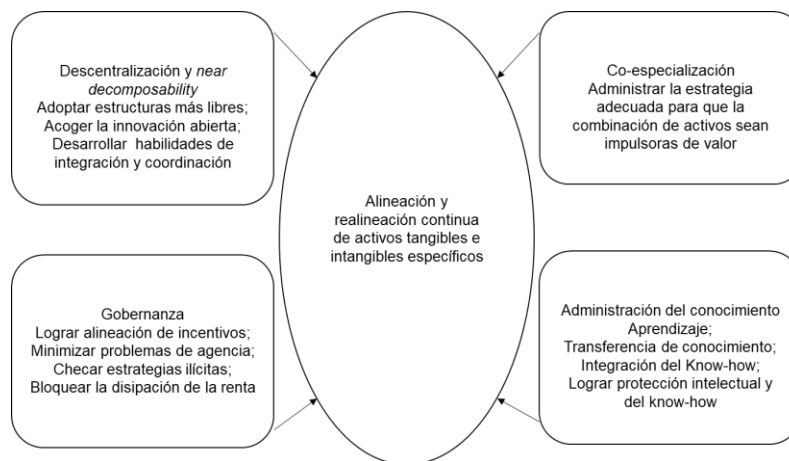 Descentralización y near
decomposability
Adoptar estructuras más libres;
Acoger la innovación abierta;
Desarrollar habilidades de
integración y coordinación
Co-especialización
Administrar la estrategia
adecuada para que la
combinación de activos sean
impulsoras de valor
Alineación y
realineación continua
de activos tangibles e
intangibles específicos
Gobernanza
Lograr alineación de incentivos;
Minimizar problemas de agencia;
Checar estrategias ilícitas;
Bloquear la disipación de la renta
Administración del conocimiento
Aprendizaje;
Transferencia de conocimiento;
Integración del Know-how;
Lograr protección intelectual y
del know-how